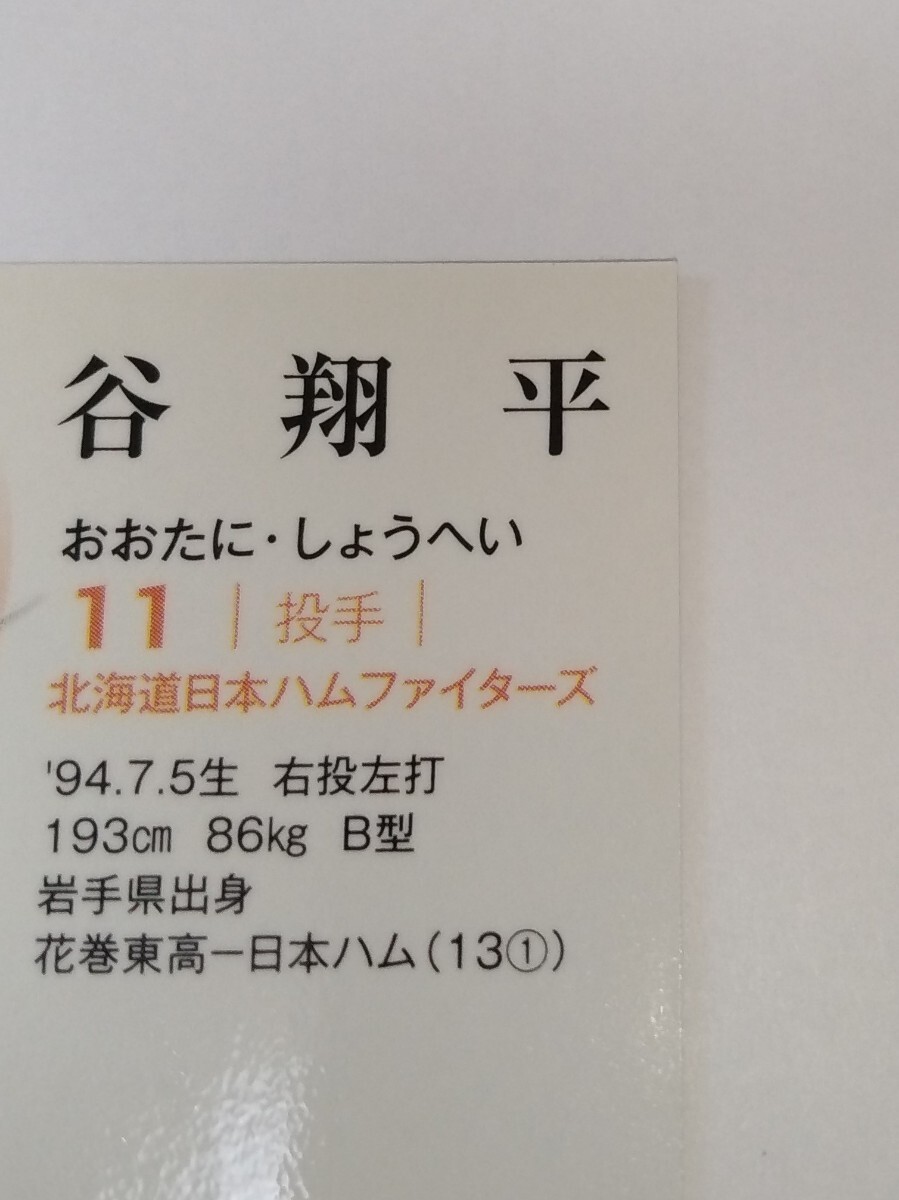 谷 翔 平
おおたに・しょうへい
11 | 投手 |
北海道日本ハムファイターズ
'94.7.5生 右投左打
193㎝ 86㎏ B型
岩手県出身
花巻東高ー日本ハム(13①)